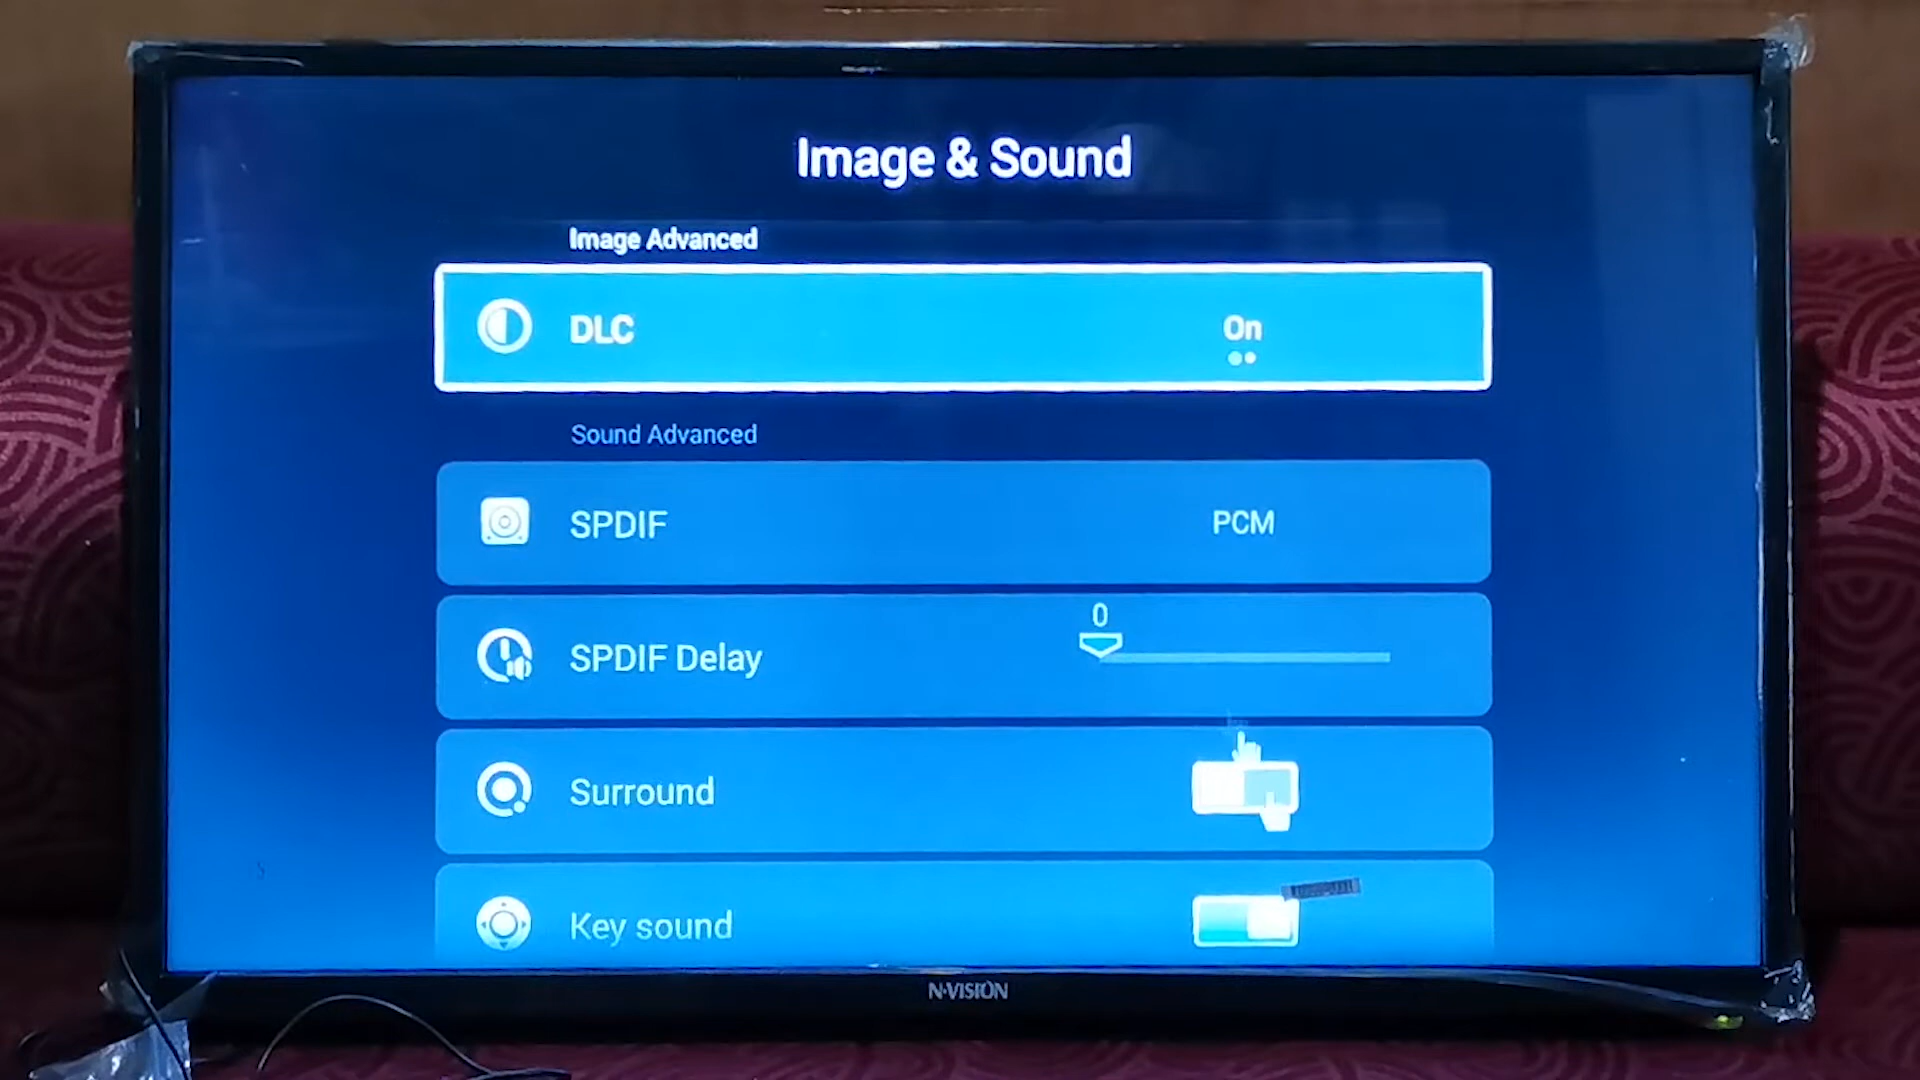 Image & Sound
Image Advanced
DLC
On
Sound Advanced
SPDIF
PCM
0
SPDIF Delay
Surround
Key sound
N-VISION